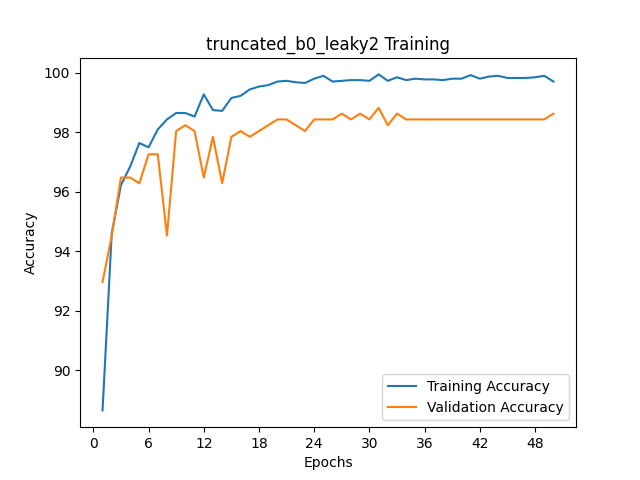 truncated_b0_leaky2 Training
100
98
96
94
92
90
Accuracy
0 6 12 18 24 30 36 42 48
Epochs
Training Accuracy
Validation Accuracy